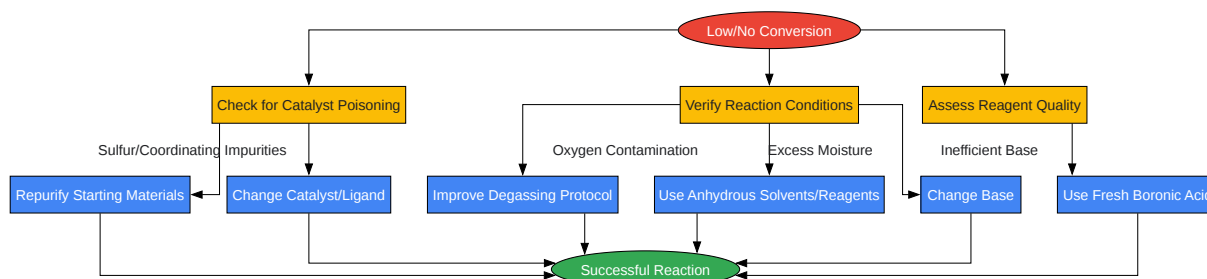 Low/No Conversion
Check for Catalyst Poisoning
Verify Reaction Conditions
Assess Reagent Quality
Sulfur/Coordinating Impurities
Oxygen Contamination
Excess Moisture
Inefficient Base
Repurify Starting Materials
Change Catalyst/Ligand
Improve Degassing Protocol
Use Anhydrous Solvents/Reagents
Change Base
Use Fresh Boronic Acid
Successful Reaction